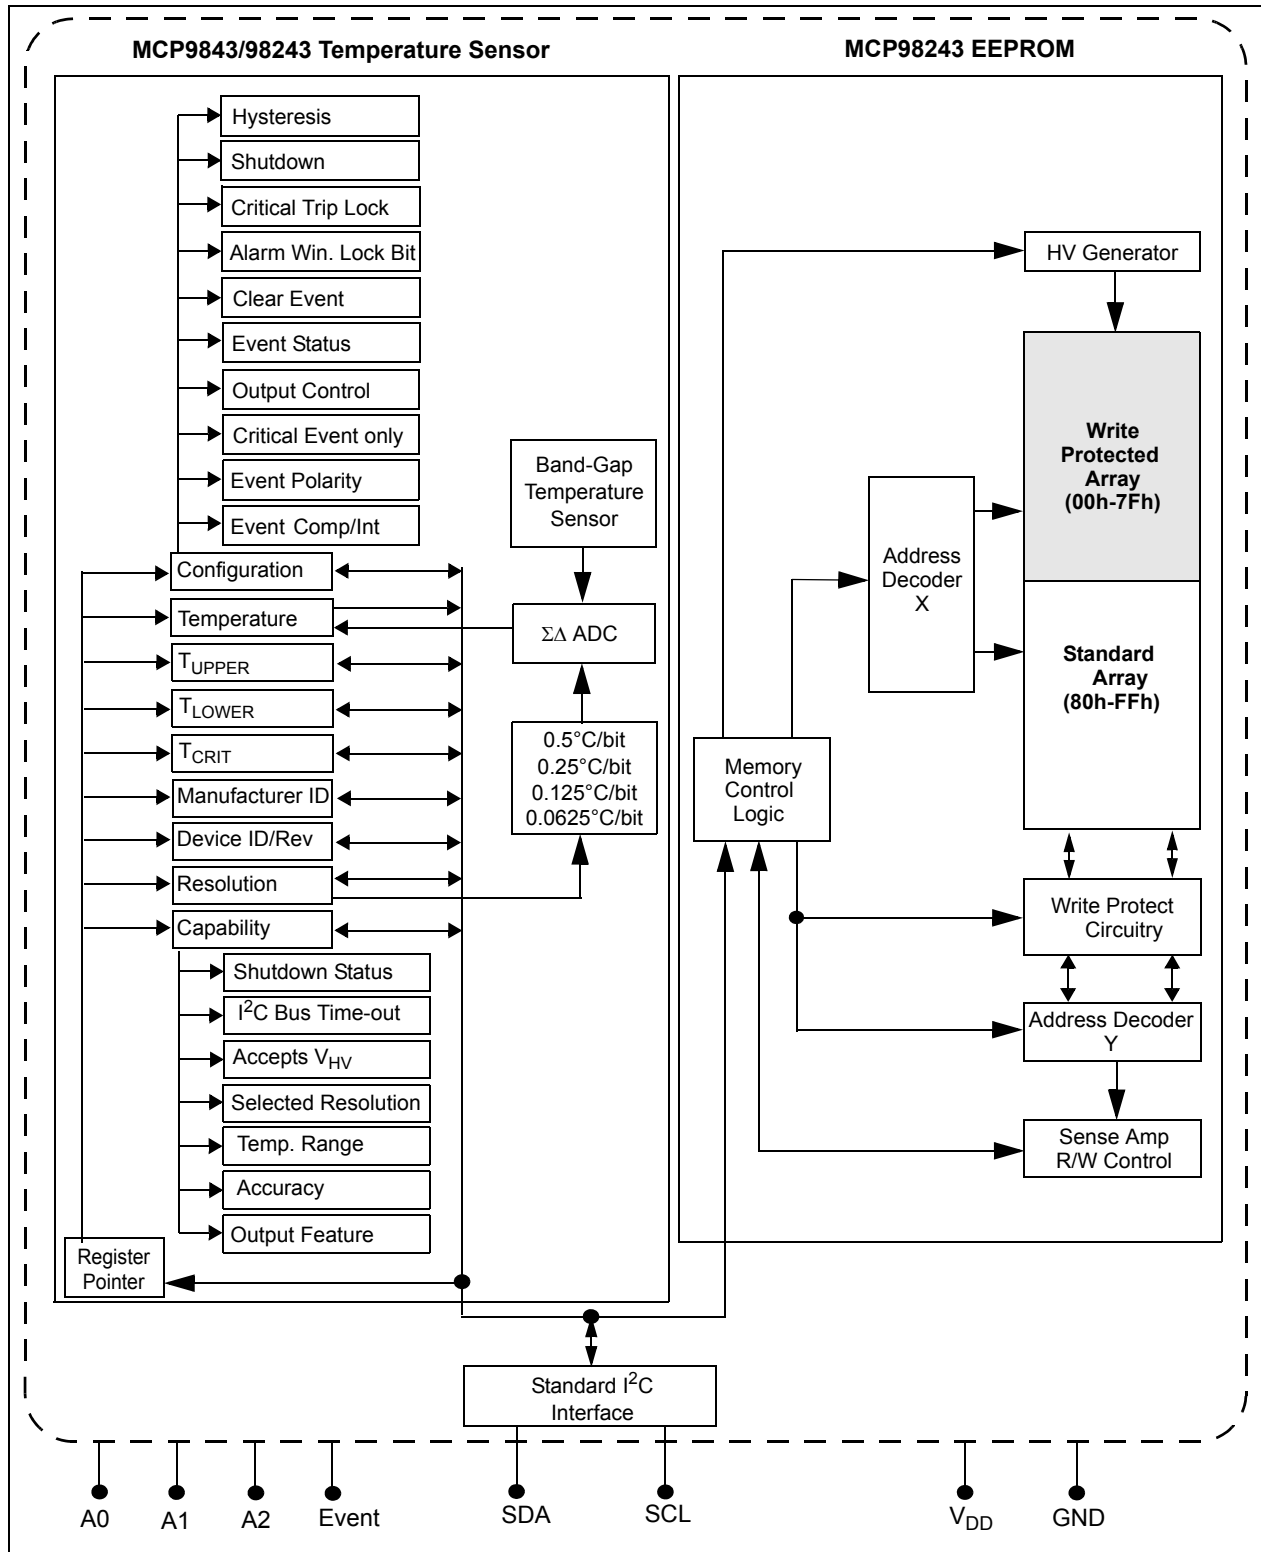 MCP9843/98243 Temperature Sensor
MCP98243 EEPROM
Hysteresis
Shutdown
Critical Trip Lock
Alarm Win. Lock Bit
Clear Event
Event Status
Output Control
Critical Event only
Event Polarity
Event Comp/Int
Configuration
Temperature
TUPPER
TLOWER
TCRIT
Manufacturer ID
Device ID/Rev
Resolution
Capability
Shutdown Status
I2C Bus Time-out
Accepts VHV
Selected Resolution
Temp. Range
Accuracy
Output Feature
Register
Pointer
Band-Gap
Temperature
Sensor
ΣΔ ADC
0.5°C/bit
0.25°C/bit
0.125°C/bit
0.0625°C/bit
HV Generator
Write
Protected
Array
(00h-7Fh)
Address
Decoder
X
Standard
Array
(80h-FFh)
Memory
Control
Logic
Write Protect
Circuitry
Address Decoder
Y
Sense Amp
R/W Control
Standard I2C
Interface
A0
A1
A2
Event
SDA
SCL
VDD
GND